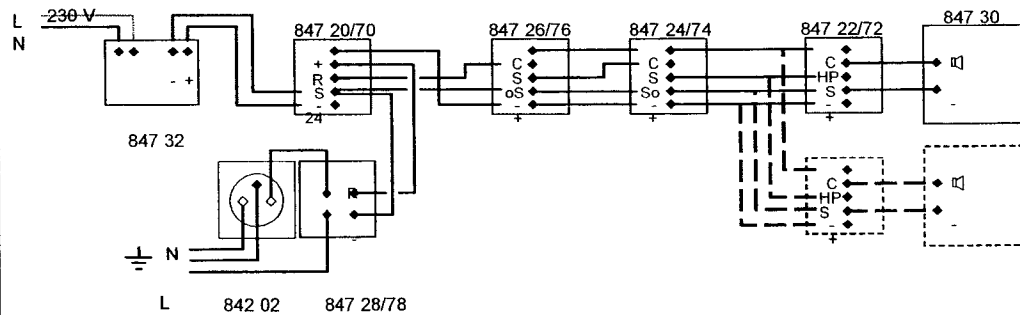 L 230 V
N
- +
847 32
847 20/70
+
R
S
-
24
847 26/76
C
S
oS
-
+
847 24/74
C
S
So
-
+
847 22/72
C
HP
S
-
+
847 30
-
C
HP
S
-
+
-
R
-
N
L
842 02
847 28/78